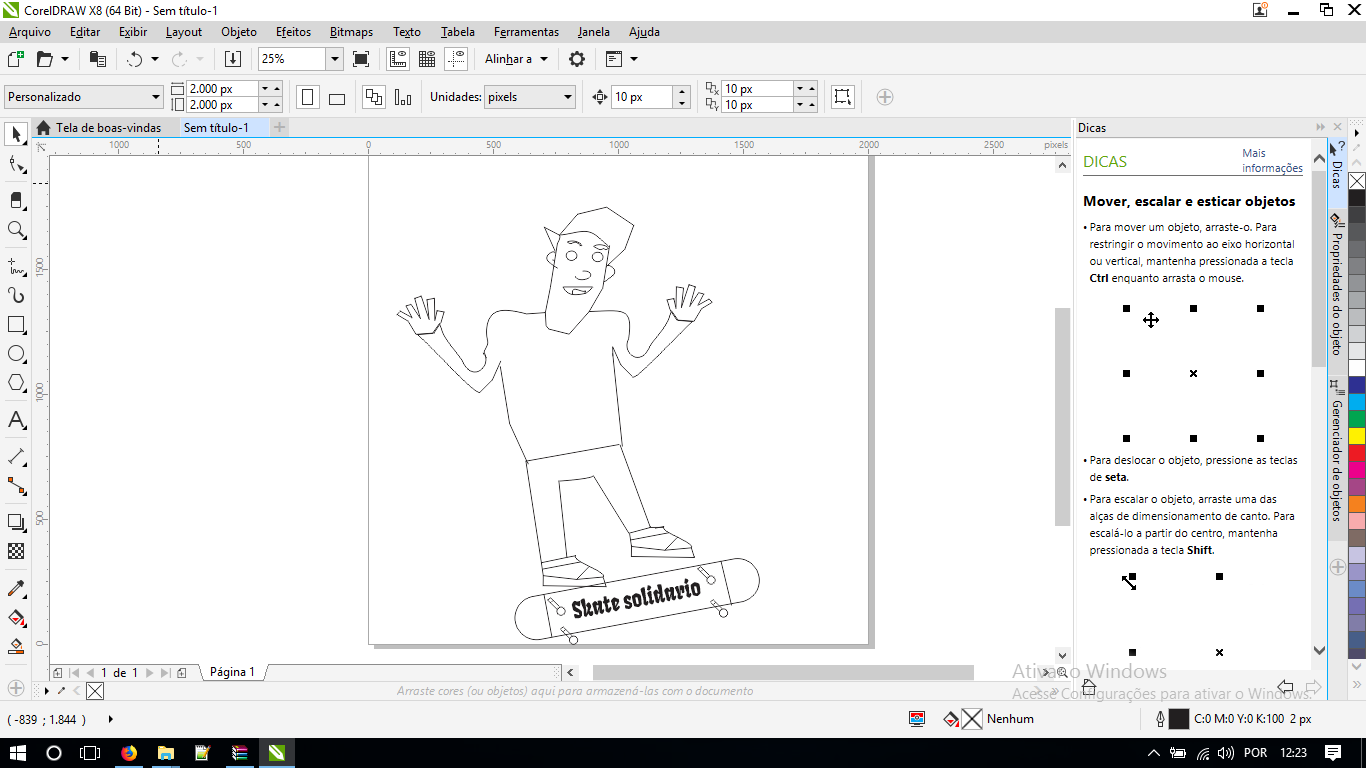 CorelDRAW X8 (64 Bit) - Sem título-1
Arquivo Editar Exibir Layout Objeto Efeitos Bitmaps Texto Tabela Ferramentas Janela Ajuda
25% Alinhar a
Personalizado 2.000 px 2.000 px Unidades: pixels 10 px 10 px 10 px
Tela de boas-vindas Sem título-1
1000 500 0 500 1000 1500 2000 2500 pixels
1500
1000
500
0
Skate solidario
1 de 1 Página 1
Arraste cores (ou objetos) aqui para armazená-las com o documento
Dicas
DICAS
Mais informações
Mover, escalar e esticar objetos
• Para mover um objeto, arraste-o. Para
restringir o movimento ao eixo horizontal
ou vertical, mantenha pressionada a tecla
Ctrl enquanto arrasta o mouse.
• Para deslocar o objeto, pressione as teclas
de seta.
• Para escalar o objeto, arraste uma das
alças de dimensionamento de canto. Para
escalá-lo a partir do centro, mantenha
pressionada a tecla Shift.
Dicas
Propriedades do objeto
Gerenciador de objetos
Ativar o Windows
Acesse Configurações para ativar o Windows.
( -839 ; 1.844 ) Nenhum C:0 M:0 Y:0 K:100 2 px
POR 12:23